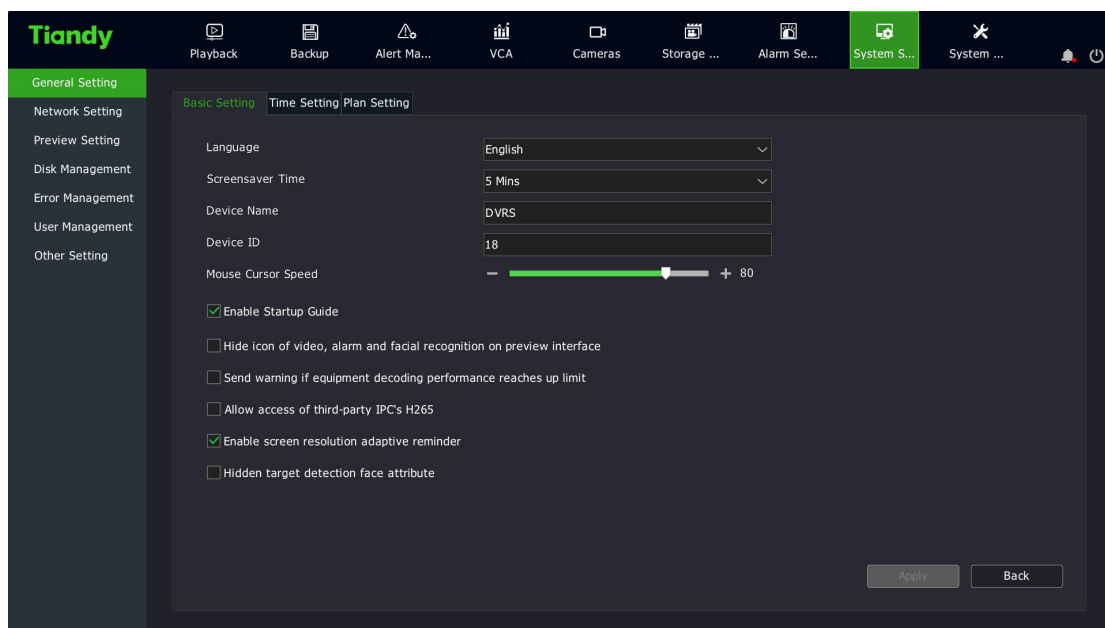 Tiandy
Playback
Backup
Alert Ma...
VCA
Cameras
Storage ...
Alarm Se...
System S...
System ...
General Setting
Network Setting
Preview Setting
Disk Management
Error Management
User Management
Other Setting
Basic Setting
Time Setting
Plan Setting
Language
English
Screensaver Time
5 Mins
Device Name
DVRS
Device ID
18
Mouse Cursor Speed
80
Enable Startup Guide
Hide icon of video, alarm and facial recognition on preview interface
Send warning if equipment decoding performance reaches up limit
Allow access of third-party IPC's H265
Enable screen resolution adaptive reminder
Hidden target detection face attribute
Apply
Back